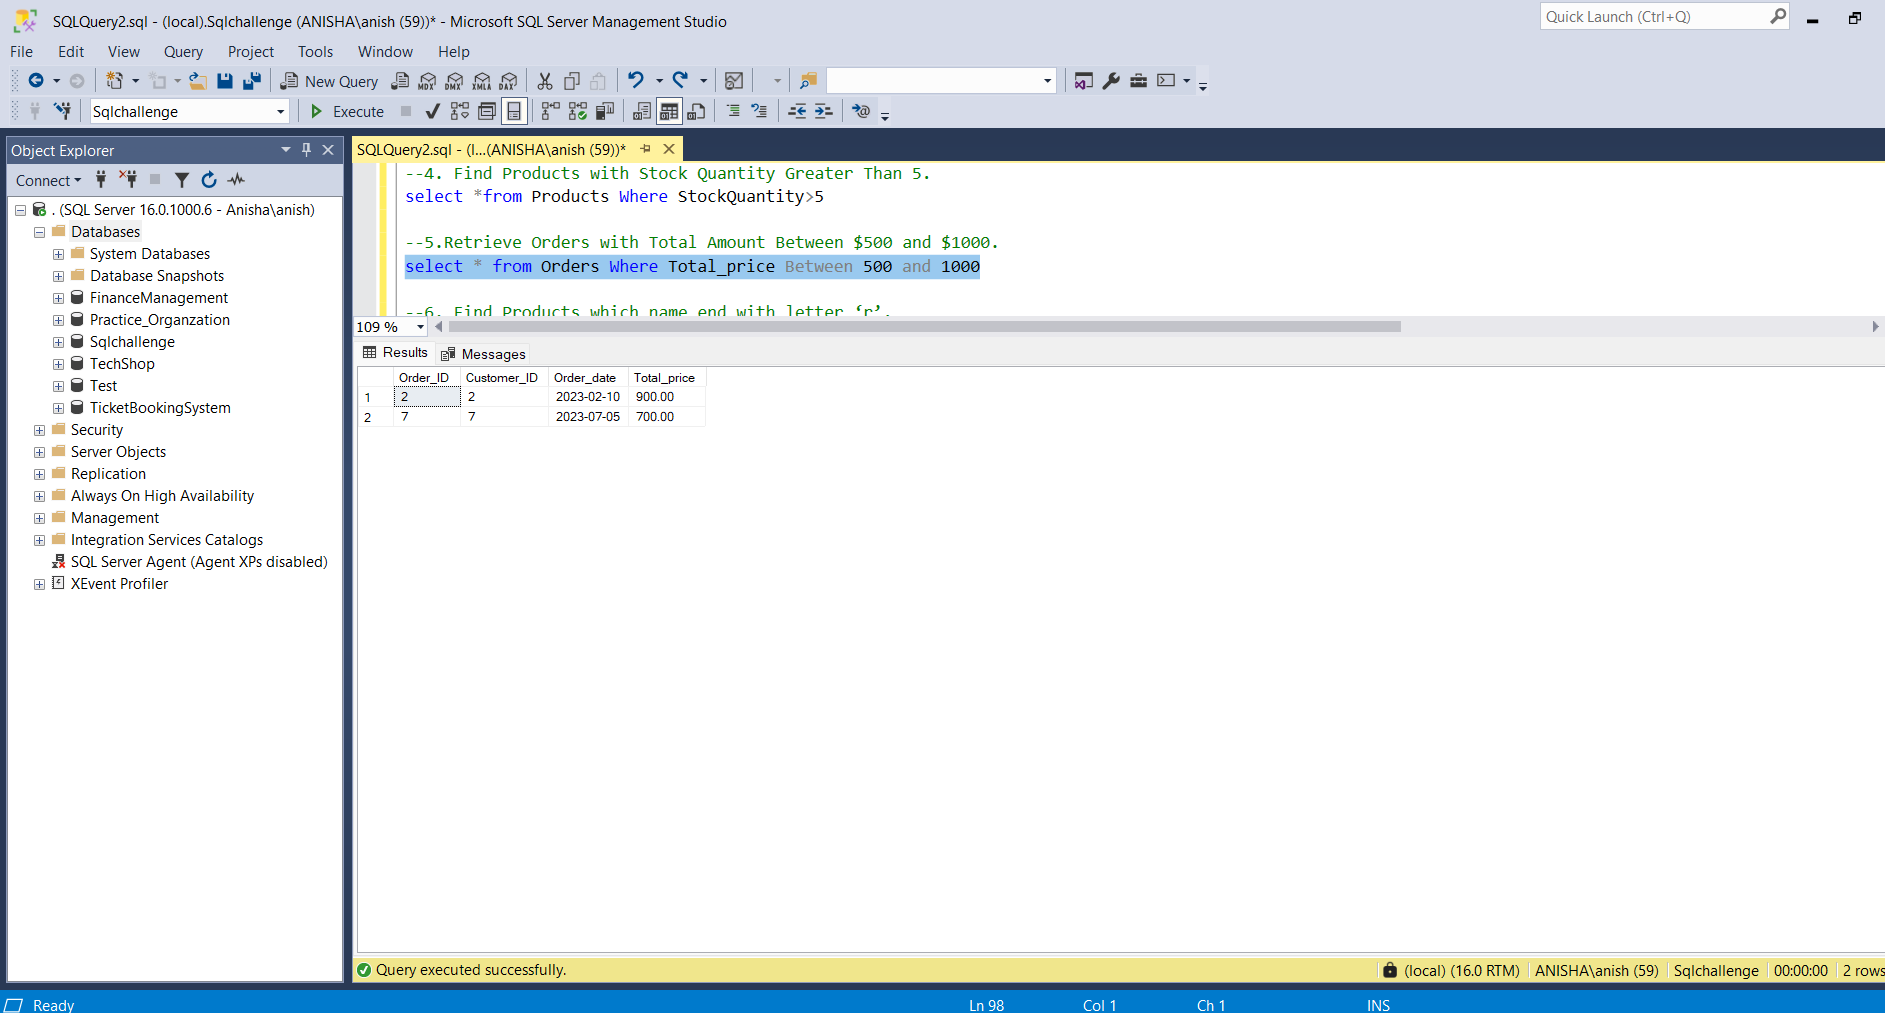 SQLQuery2.sql - (local).Sqlchallenge (ANISHA\anish (59))* - Microsoft SQL Server Management Studio
Quick Launch (Ctrl+Q)
File Edit View Query Project Tools Window Help
New Query MDX DMX XMLA DAX
Sqlchallenge Execute
Object Explorer
Connect
. (SQL Server 16.0.1000.6 - Anisha\anish)
Databases
System Databases
Database Snapshots
FinanceManagement
Practice_Organzation
Sqlchallenge
TechShop
Test
TicketBookingSystem
Security
Server Objects
Replication
Always On High Availability
Management
Integration Services Catalogs
SQL Server Agent (Agent XPs disabled)
XEvent Profiler
SQLQuery2.sql - (l...(ANISHA\anish (59))*
--4. Find Products with Stock Quantity Greater Than 5.
select *from Products Where StockQuantity>5
--5.Retrieve Orders with Total Amount Between $500 and $1000.
select * from Orders Where Total_price Between 500 and 1000
--6. Find Products which name end with letter ‘r’.
109 %
Results Messages
Order_ID Customer_ID Order_date Total_price
1 2 2 2023-02-10 900.00
2 7 7 2023-07-05 700.00
Query executed successfully.
(local) (16.0 RTM) ANISHA\anish (59) Sqlchallenge 00:00:00 2 rows
Ready Ln 98 Col 1 Ch 1 INS